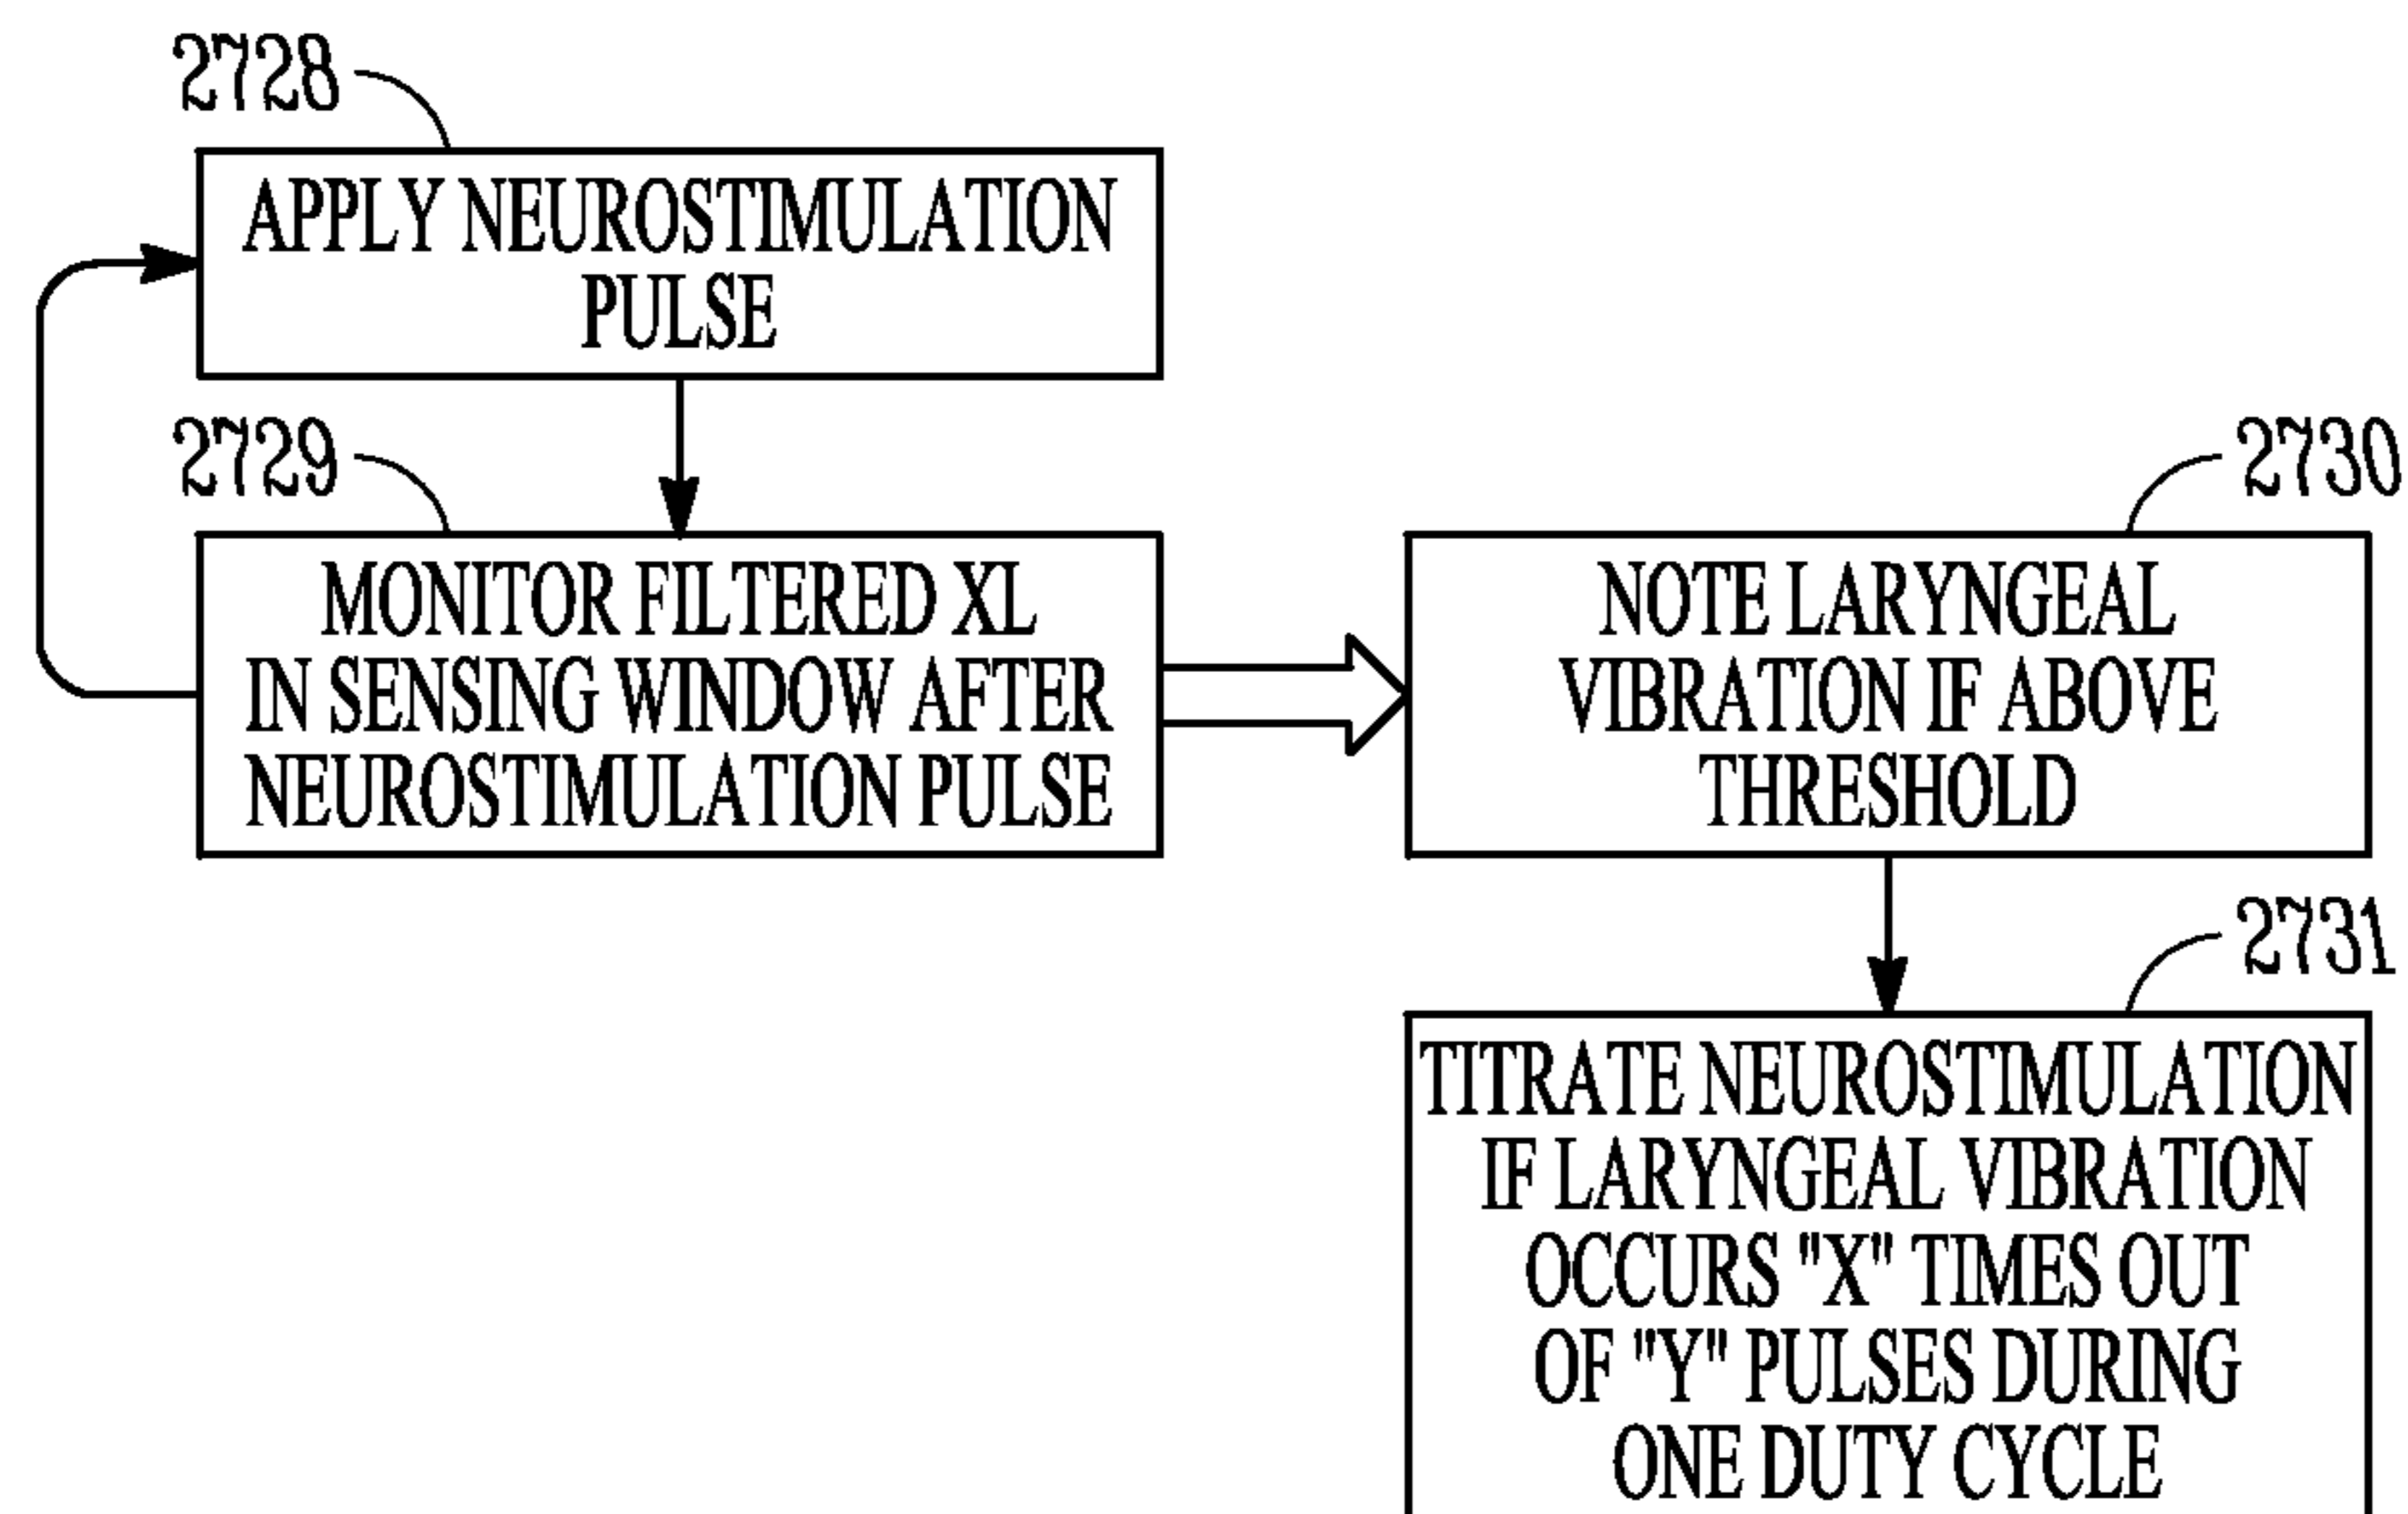 2728
APPLY NEUROSTIMULATION
PULSE
2729
MONITOR FILTERED XL
IN SENSING WINDOW AFTER
NEUROSTIMULATION PULSE
2730
NOTE LARYNGEAL
VIBRATION IF ABOVE
THRESHOLD
2731
TITRATE NEUROSTIMULATION
IF LARYNGEAL VIBRATION
OCCURS "X" TIMES OUT
OF "Y" PULSES DURING
ONE DUTY CYCLE